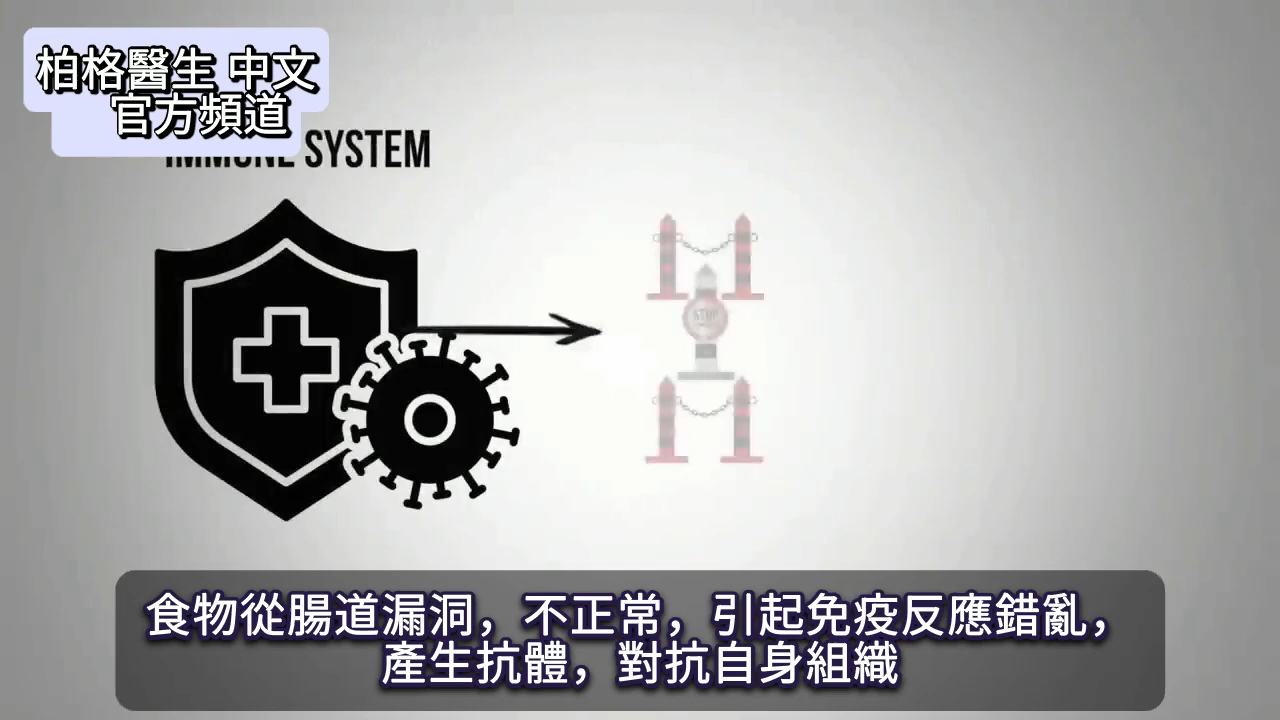 柏格醫生 中文
官方頻道
IMMUNE SYSTEM
STOP
食物從腸道漏洞，不正常，引起免疫反應錯亂，
產生抗體，對抗自身組織